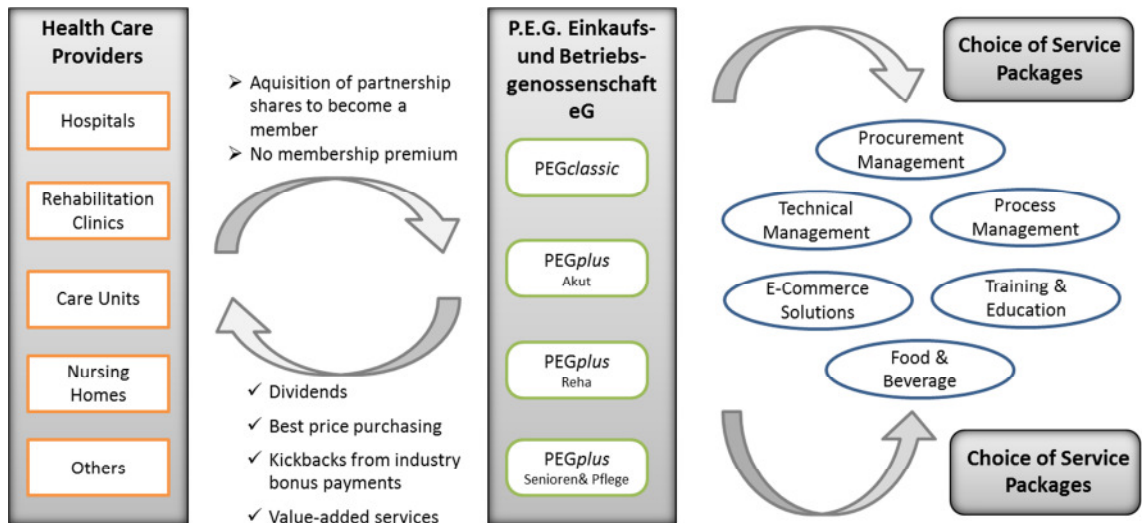 Health Care
Providers
Hospitals
Rehabilitation
Clinics
Care Units
Nursing
Homes
Others
➢ Aquisition of partnership
shares to become a
member
➢ No membership premium
✓ Dividends
✓ Best price purchasing
✓ Kickbacks from industry
bonus payments
✓ Value-added services
P.E.G. Einkaufs-
und Betriebs-
genossenschaft
eG
PEGclassic
PEGplus
Akut
PEGplus
Reha
PEGplus
Senioren& Pflege
Choice of Service
Packages
Procurement
Management
Technical
Management
Process
Management
E-Commerce
Solutions
Training &
Education
Food &
Beverage
Choice of Service
Packages